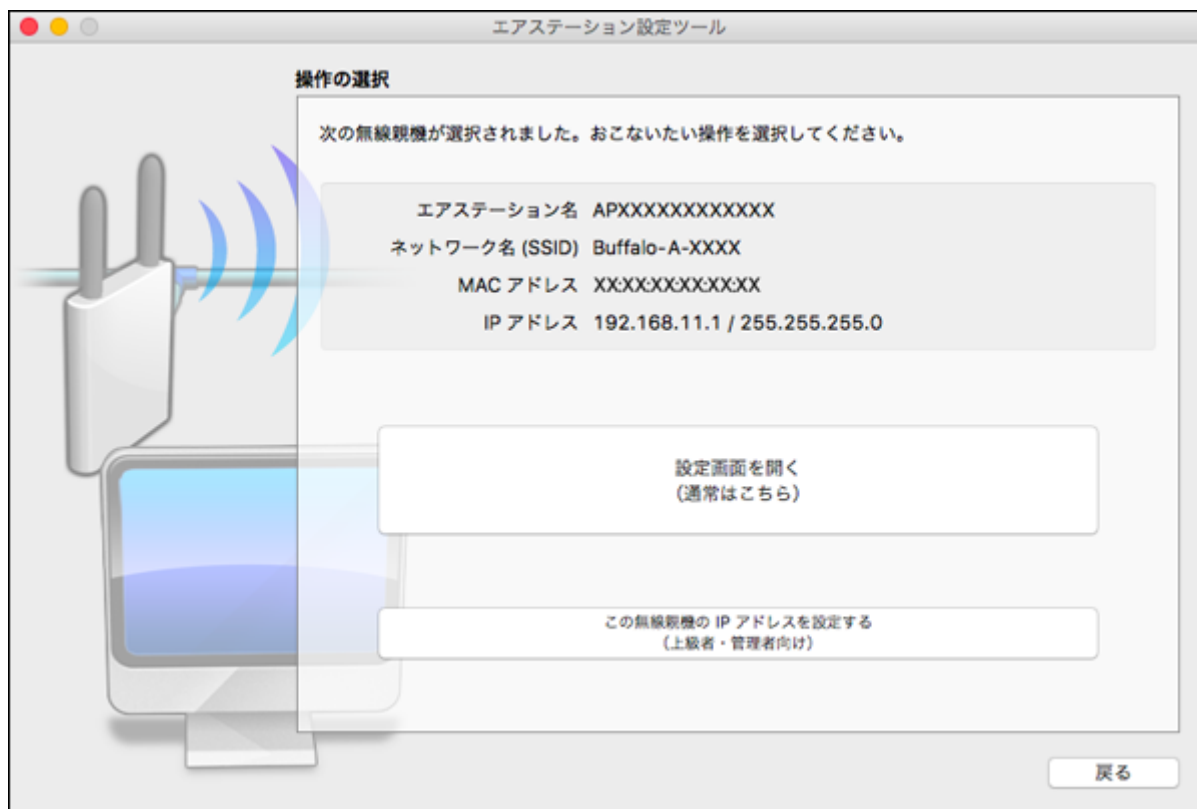 エアステーション設定ツール
操作の選択
次の無線親機が選択されました。おこないたい操作を選択してください。
エアステーション名 APXXXXXXXXXXXX
ネットワーク名 (SSID) Buffalo-A-XXXX
MAC アドレス XX:XX:XX:XX:XX:XX
IP アドレス 192.168.11.1 / 255.255.255.0
設定画面を開く
(通常はこちら)
この無線親機の IP アドレスを設定する
(上級者・管理者向け)
戻る